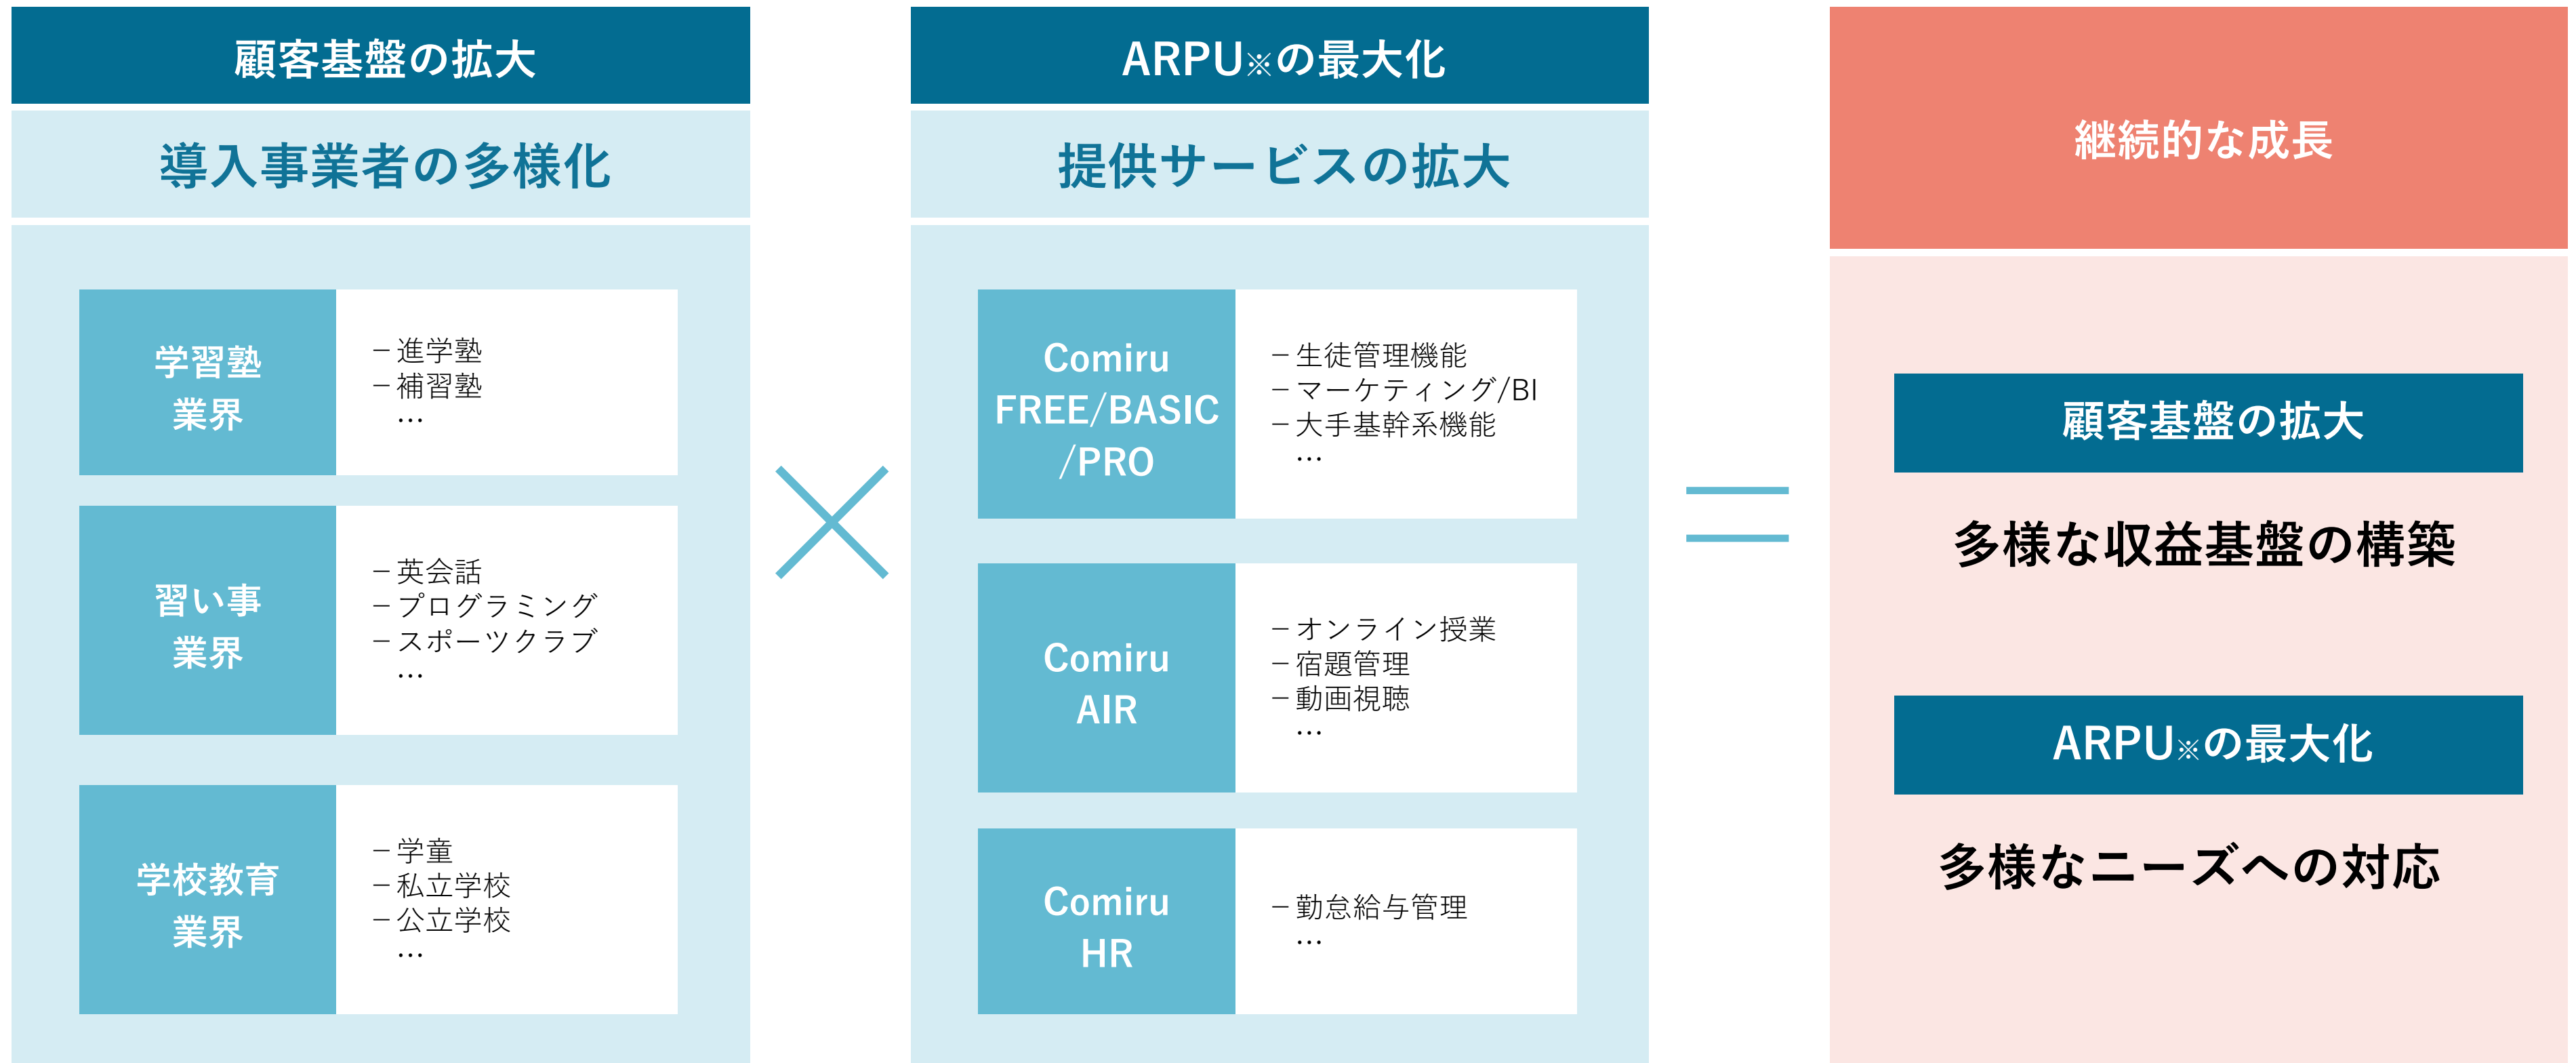 顧客基盤の拡大
導入事業者の多様化
学習塾
業界
– 進学塾
– 補習塾
…
習い事
業界
– 英会話
– プログラミング
– スポーツクラブ
…
学校教育
業界
– 学童
– 私立学校
– 公立学校
…
×
ARPU※の最大化
提供サービスの拡大
Comiru
FREE/BASIC
/PRO
– 生徒管理機能
– マーケティング/BI
– 大手基幹系機能
…
Comiru
AIR
– オンライン授業
– 宿題管理
– 動画視聴
…
Comiru
HR
– 勤怠給与管理
…
=
継続的な成長
顧客基盤の拡大
多様な収益基盤の構築
ARPU※の最大化
多様なニーズへの対応